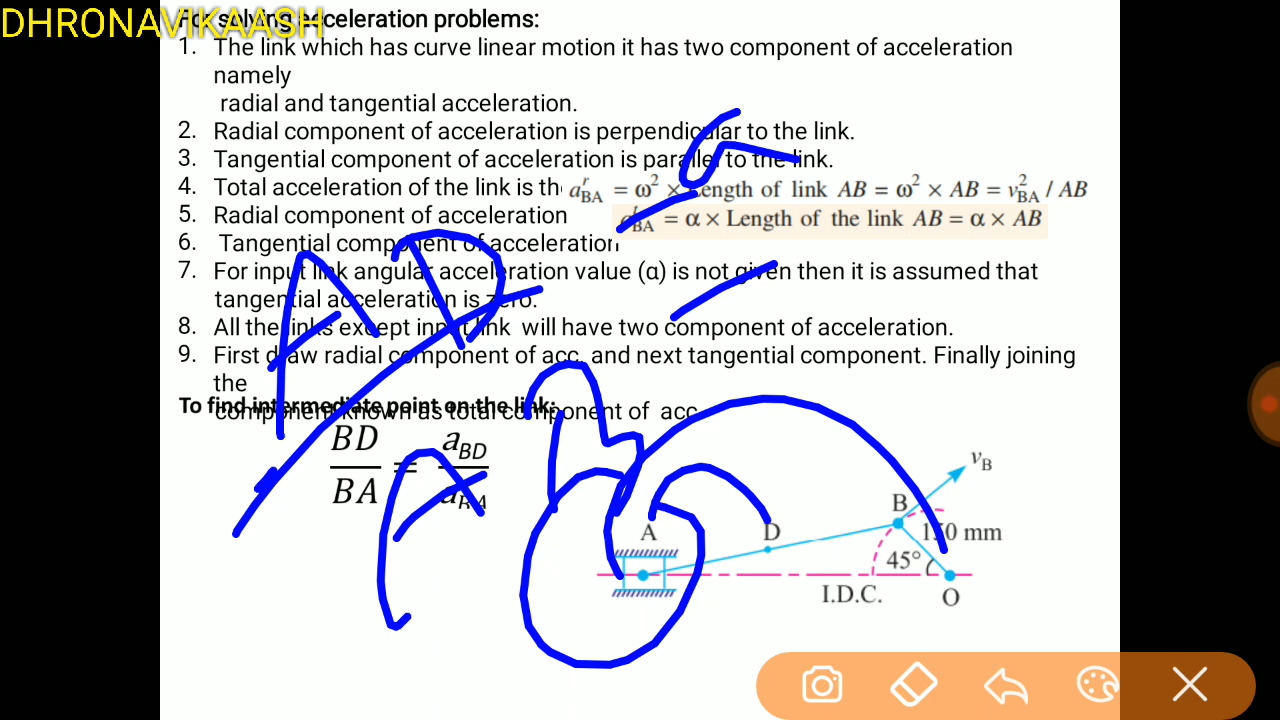 DHRONAVIKAASH
For solving acceleration problems:
1. The link which has curve linear motion it has two component of acceleration
namely
radial and tangential acceleration.
2. Radial component of acceleration is perpendicular to the link.
3. Tangential component of acceleration is parallel to the link.
4. Total acceleration of the link is
a^r_BA = ω² × Length of link AB = ω² × AB = v²_BA / AB
5. Radial component of acceleration
a^t_BA = α × Length of the link AB = α × AB
6. Tangential component of acceleration
7. For input link angular acceleration value (α) is not given then it is assumed that
tangential acceleration is zero.
8. All the links except input link will have two component of acceleration.
9. First draw radial component of acc. and next tangential component. Finally joining
the
component known as total component of acc
To find intermediate point on the link:
BD/BA = a_BD/a_BA
AB
v_B
B
A
D
150 mm
45°
I.D.C.
O